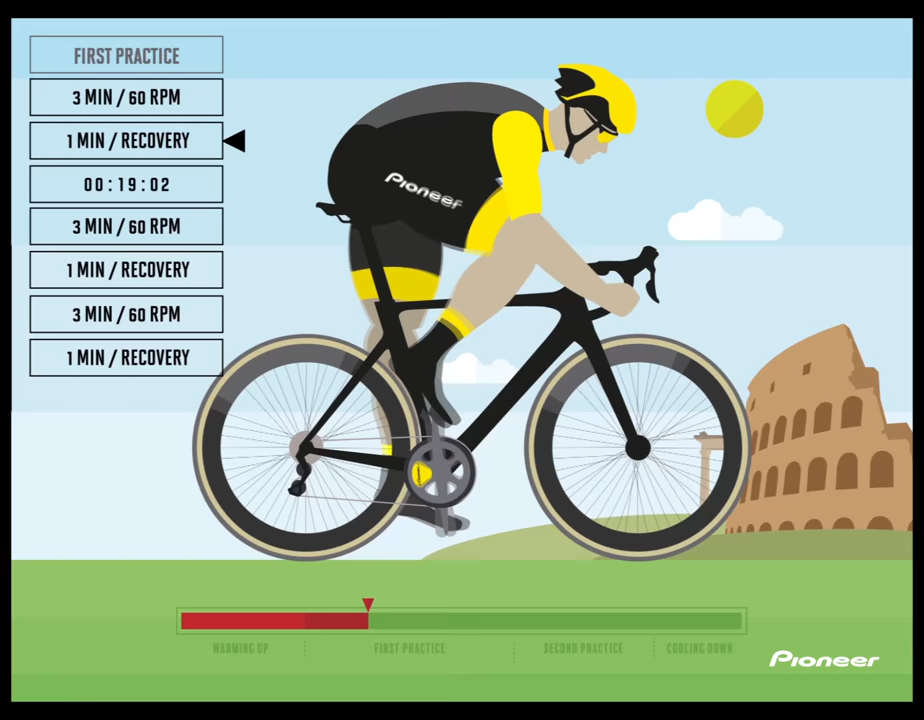 FIRST PRACTICE
3 MIN / 60 RPM
1 MIN / RECOVERY
00:19:02
3 MIN / 60 RPM
1 MIN / RECOVERY
3 MIN / 60 RPM
1 MIN / RECOVERY
Pioneer
WARMING UP
FIRST PRACTICE
SECOND PRACTICE
COOLING DOWN
Pioneer